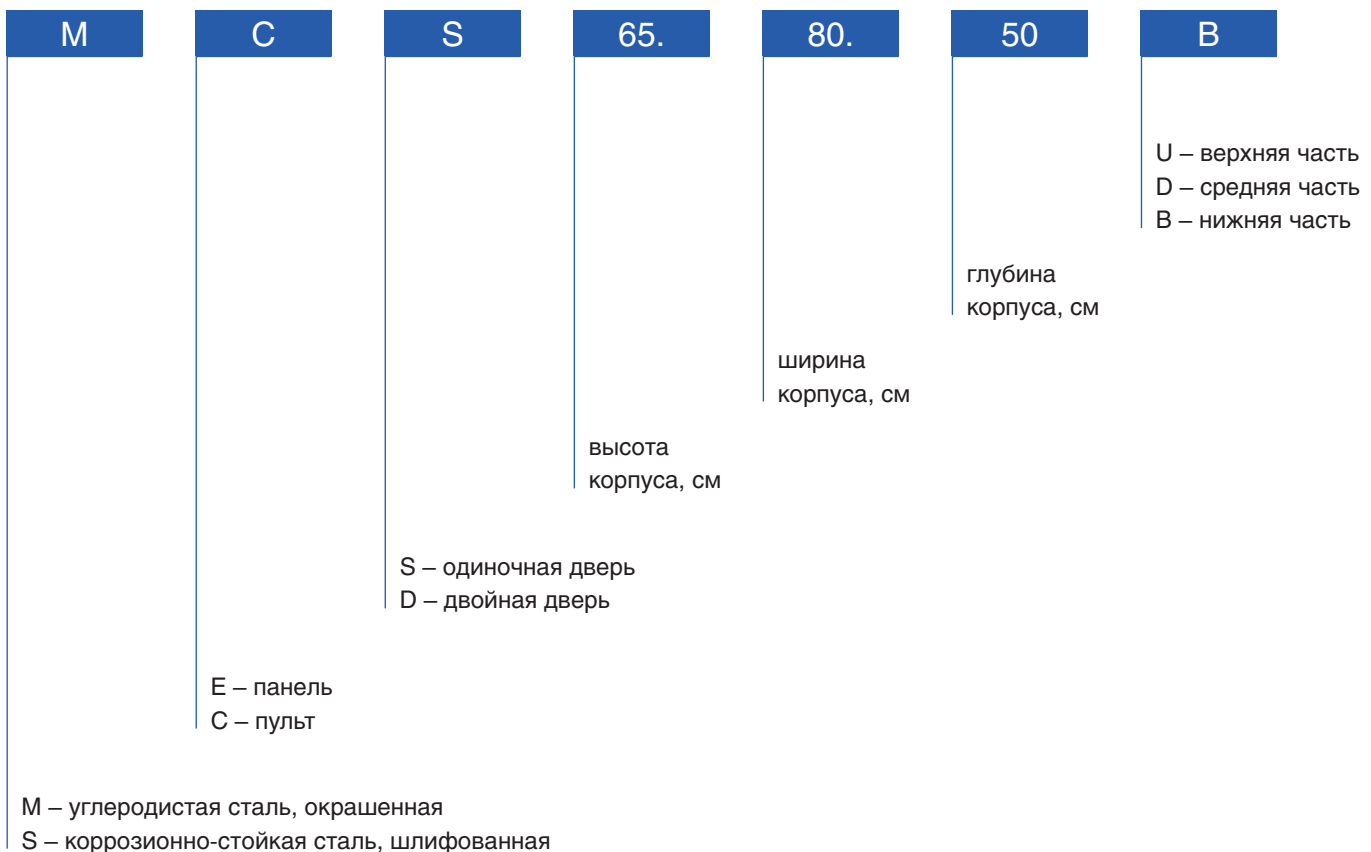 M C S 65. 80. 50 B
U – верхняя часть
D – средняя часть
B – нижняя часть
глубина
корпуса, см
ширина
корпуса, см
высота
корпуса, см
S – одиночная дверь
D – двойная дверь
E – панель
C – пульт
M – углеродистая сталь, окрашенная
S – коррозионно-стойкая сталь, шлифованная